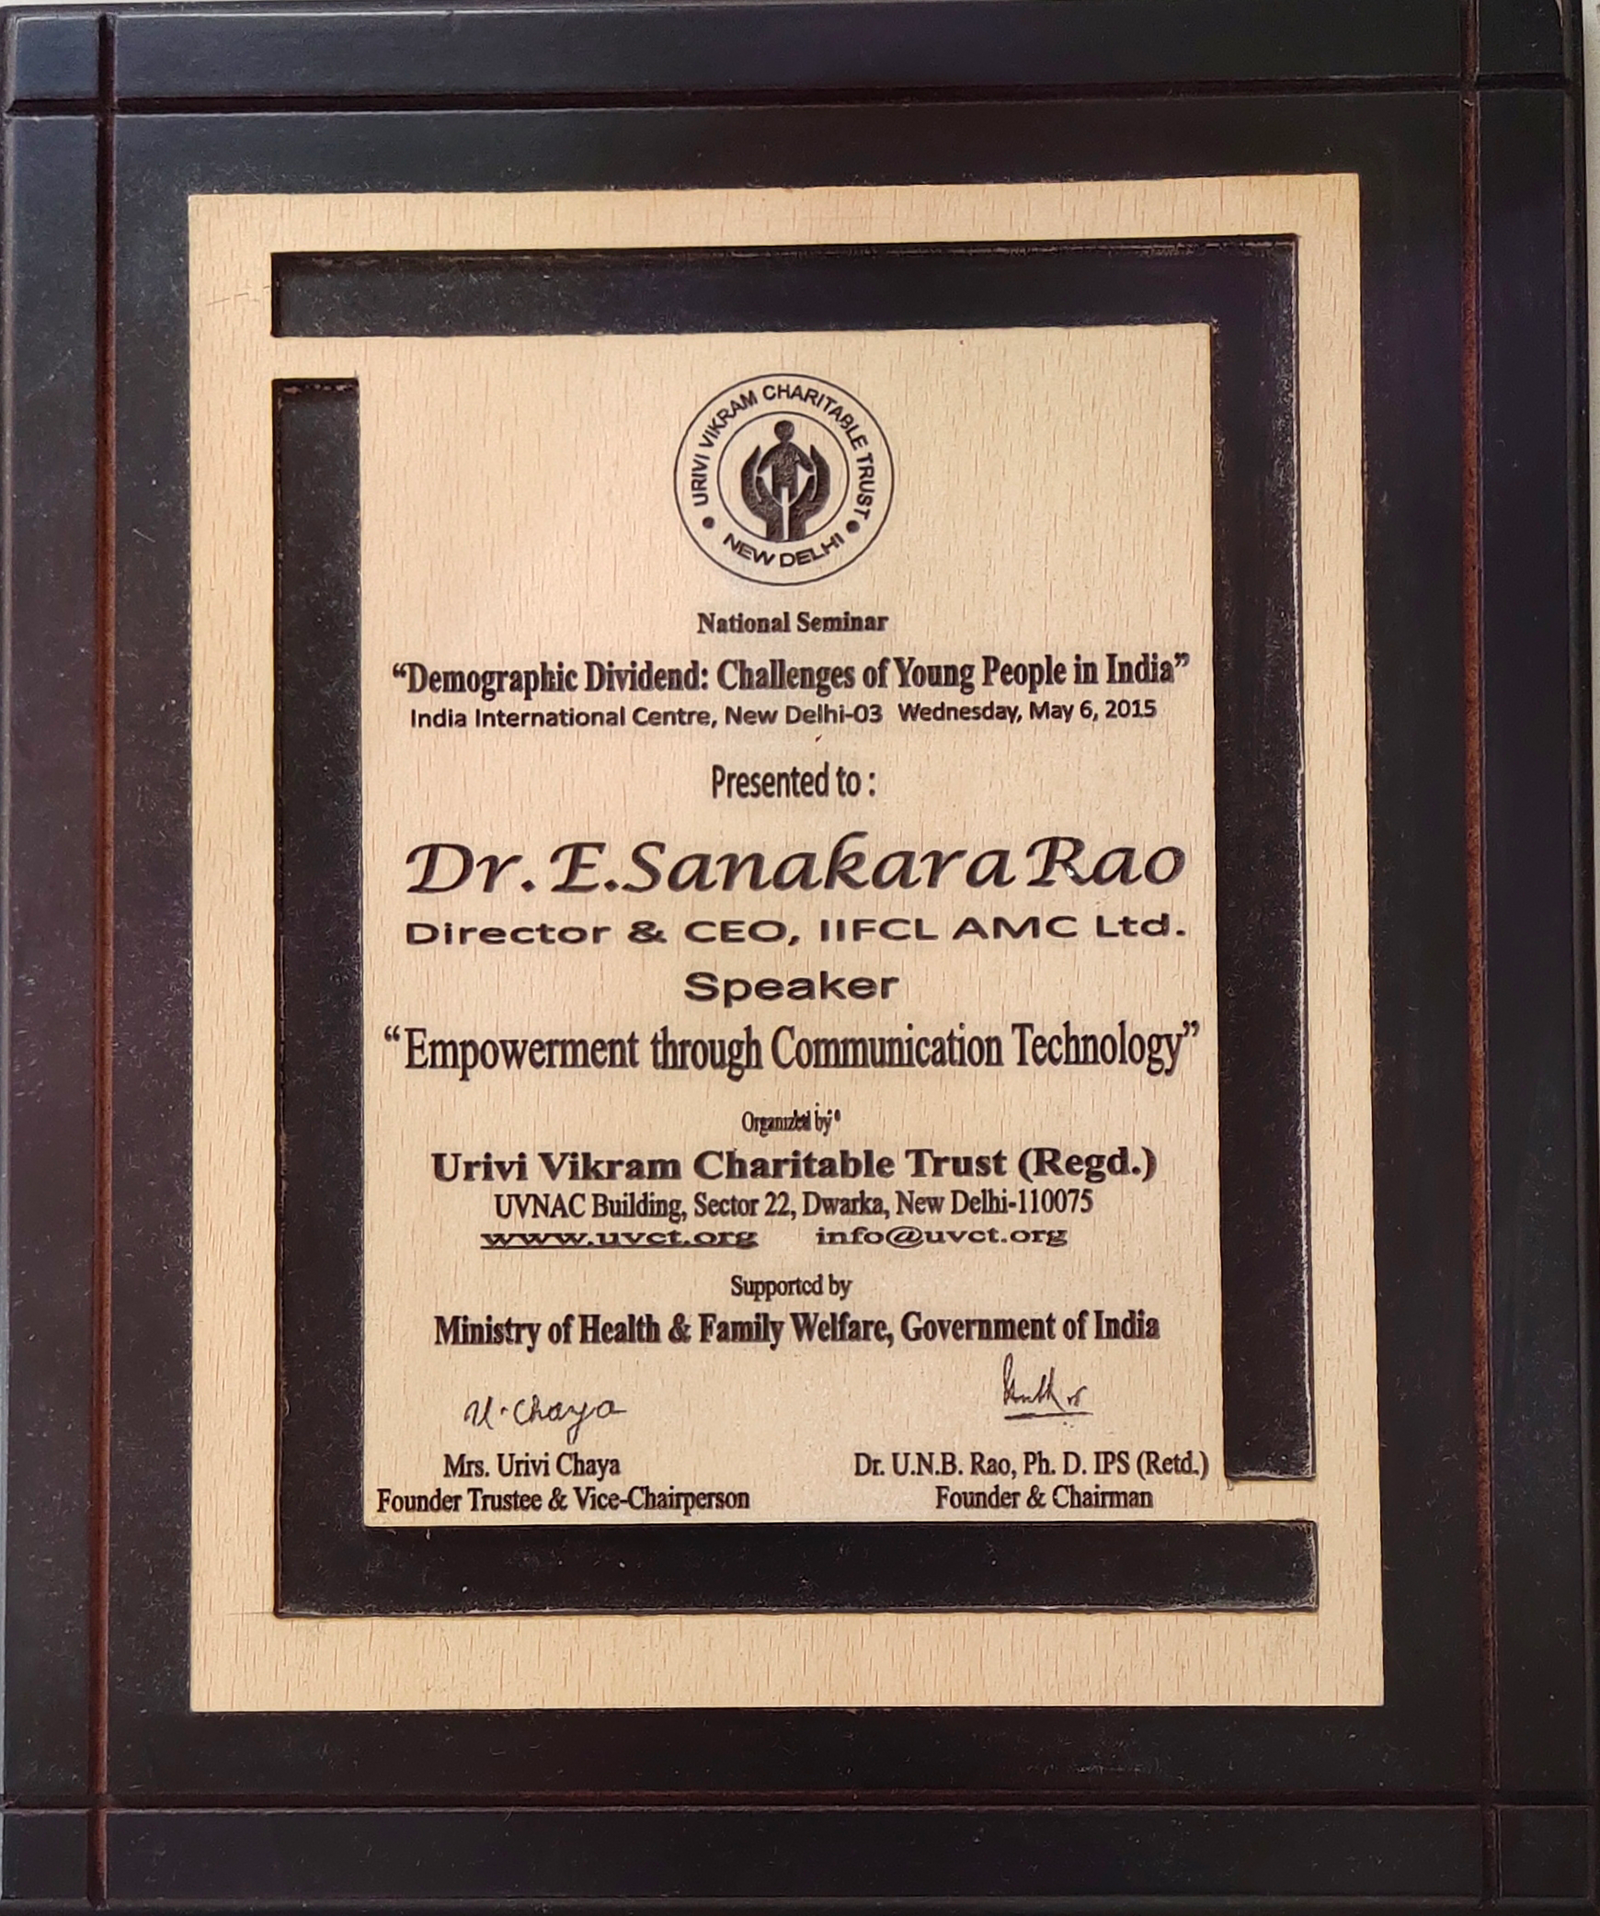 URIVI VIKRAM CHARITABLE TRUST
• NEW DELHI •
National Seminar
“Demographic Dividend: Challenges of Young People in India”
India International Centre, New Delhi-03 Wednesday, May 6, 2015
Presented to :
Dr. E.Sanakara Rao
Director & CEO, IIFCL AMC Ltd.
Speaker
“Empowerment through Communication Technology”
Organized by
Urivi Vikram Charitable Trust (Regd.)
UVNAC Building, Sector 22, Dwarka, New Delhi-110075
www.uvct.org info@uvct.org
Supported by
Ministry of Health & Family Welfare, Government of India
U. Chaya
Mrs. Urivi Chaya Dr. U.N.B. Rao, Ph. D. IPS (Retd.)
Founder Trustee & Vice-Chairperson Founder & Chairman